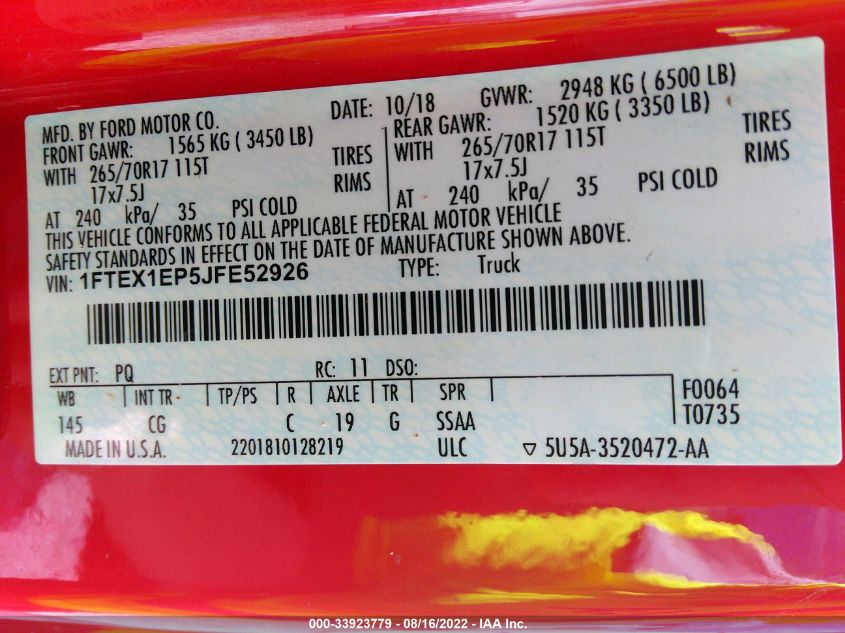 MFD. BY FORD MOTOR CO. DATE: 10/18 GVWR: 2948 KG ( 6500 LB)
FRONT GAWR: 1565 KG ( 3450 LB) REAR GAWR: 1520 KG ( 3350 LB)
WITH 265/70R17 115T TIRES WITH 265/70R17 115T TIRES
17x7.5J RIMS 17x7.5J RIMS
AT 240 kPa/ 35 PSI COLD AT 240 kPa/ 35 PSI COLD
THIS VEHICLE CONFORMS TO ALL APPLICABLE FEDERAL MOTOR VEHICLE
SAFETY STANDARDS IN EFFECT ON THE DATE OF MANUFACTURE SHOWN ABOVE.
VIN: 1FTEX1EP5JFE52926 TYPE: Truck
EXT PNT: PQ RC: 11 DSO:
WB INT TR TP/PS R AXLE TR SPR F0064
145 CG C 19 G SSAA T0735
MADE IN U.S.A. 2201810128219 ULC ▽ 5U5A-3520472-AA
000-33923779 - 08/16/2022 - IAA Inc.